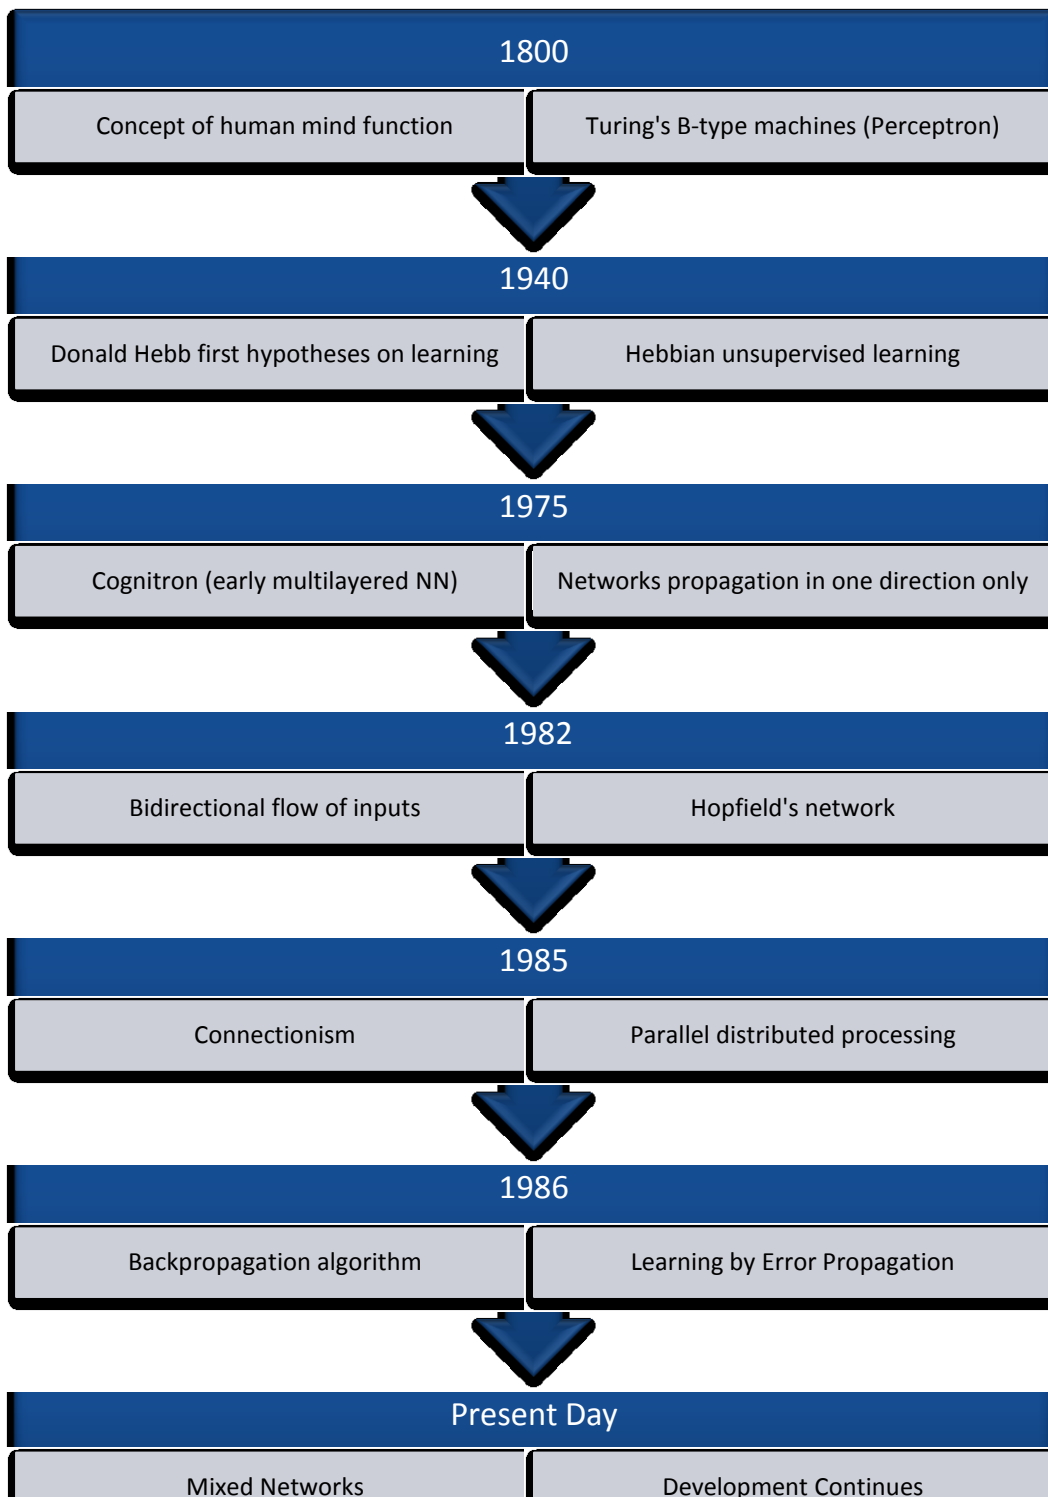 1800
Concept of human mind function
Turing's B-type machines (Perceptron)
1940
Donald Hebb first hypotheses on learning
Hebbian unsupervised learning
1975
Cognitron (early multilayered NN)
Networks propagation in one direction only
1982
Bidirectional flow of inputs
Hopfield's network
1985
Connectionism
Parallel distributed processing
1986
Backpropagation algorithm
Learning by Error Propagation
Present Day
Mixed Networks
Development Continues